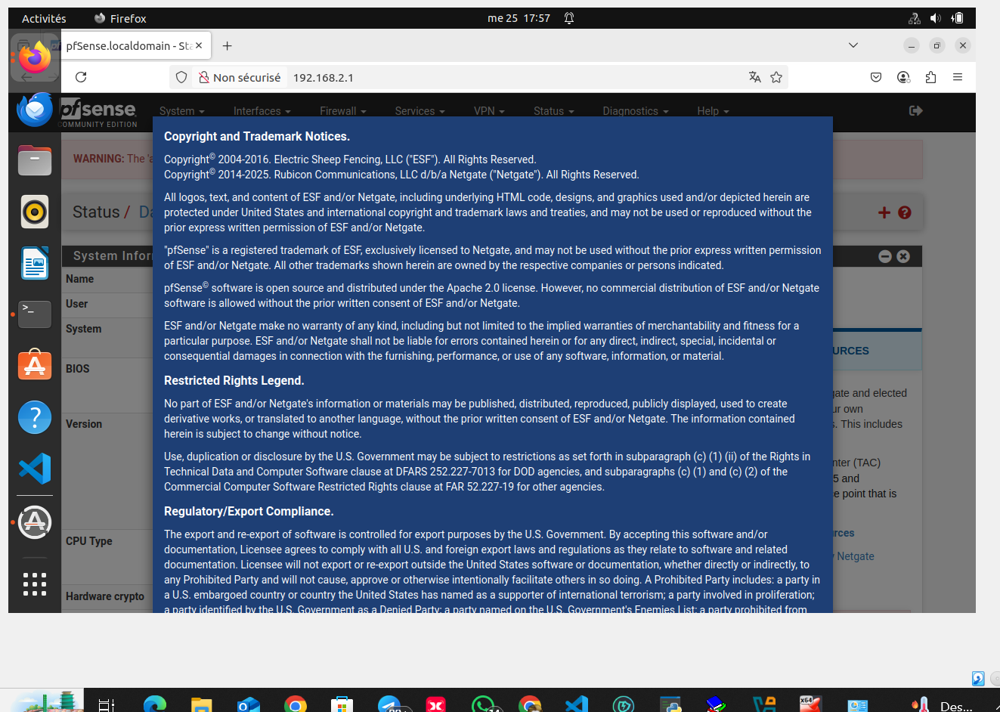 Activités
Firefox
me 25 17:57
pfSense.localdomain - Sta
Non sécurisé
192.168.2.1
pfsense
COMMUNITY EDITION
System
Interfaces
Firewall
Services
VPN
Status
Diagnostics
Help
WARNING: The 'a
Status / Da
System Infor
Name
User
System
BIOS
Version
CPU Type
Hardware crypto
Copyright and Trademark Notices.
Copyright© 2004-2016. Electric Sheep Fencing, LLC ("ESF"). All Rights Reserved.
Copyright© 2014-2025. Rubicon Communications, LLC d/b/a Netgate ("Netgate"). All Rights Reserved.
All logos, text, and content of ESF and/or Netgate, including underlying HTML code, designs, and graphics used and/or depicted herein are
protected under United States and international copyright and trademark laws and treaties, and may not be used or reproduced without the
prior express written permission of ESF and/or Netgate.
"pfSense" is a registered trademark of ESF, exclusively licensed to Netgate, and may not be used without the prior express written permission
of ESF and/or Netgate. All other trademarks shown herein are owned by the respective companies or persons indicated.
pfSense© software is open source and distributed under the Apache 2.0 license. However, no commercial distribution of ESF and/or Netgate
software is allowed without the prior written consent of ESF and/or Netgate.
ESF and/or Netgate make no warranty of any kind, including but not limited to the implied warranties of merchantability and fitness for a
particular purpose. ESF and/or Netgate shall not be liable for errors contained herein or for any direct, indirect, special, incidental or
consequential damages in connection with the furnishing, performance, or use of any software, information, or material.
Restricted Rights Legend.
No part of ESF and/or Netgate's information or materials may be published, distributed, reproduced, publicly displayed, used to create
derivative works, or translated to another language, without the prior written consent of ESF and/or Netgate. The information contained
herein is subject to change without notice.
Use, duplication or disclosure by the U.S. Government may be subject to restrictions as set forth in subparagraph (c) (1) (ii) of the Rights in
Technical Data and Computer Software clause at DFARS 252.227-7013 for DOD agencies, and subparagraphs (c) (1) and (c) (2) of the
Commercial Computer Software Restricted Rights clause at FAR 52.227-19 for other agencies.
Regulatory/Export Compliance.
The export and re-export of software is controlled for export purposes by the U.S. Government. By accepting this software and/or
documentation, Licensee agrees to comply with all U.S. and foreign export laws and regulations as they relate to software and related
documentation. Licensee will not export or re-export outside the United States software or documentation, whether directly or indirectly, to
any Prohibited Party and will not cause, approve or otherwise intentionally facilitate others in so doing. A Prohibited Party includes: a party in
a U.S. embargoed country or country the United States has named as a supporter of international terrorism; a party involved in proliferation;
a party identified by the U.S. Government as a Denied Party; a party named on the U.S. Government's Enemies List; a party prohibited from
URCES
gate and elected
ur own
s. This includes
nter (TAC)
5 and
e point that is
rces
Netgate
Des...